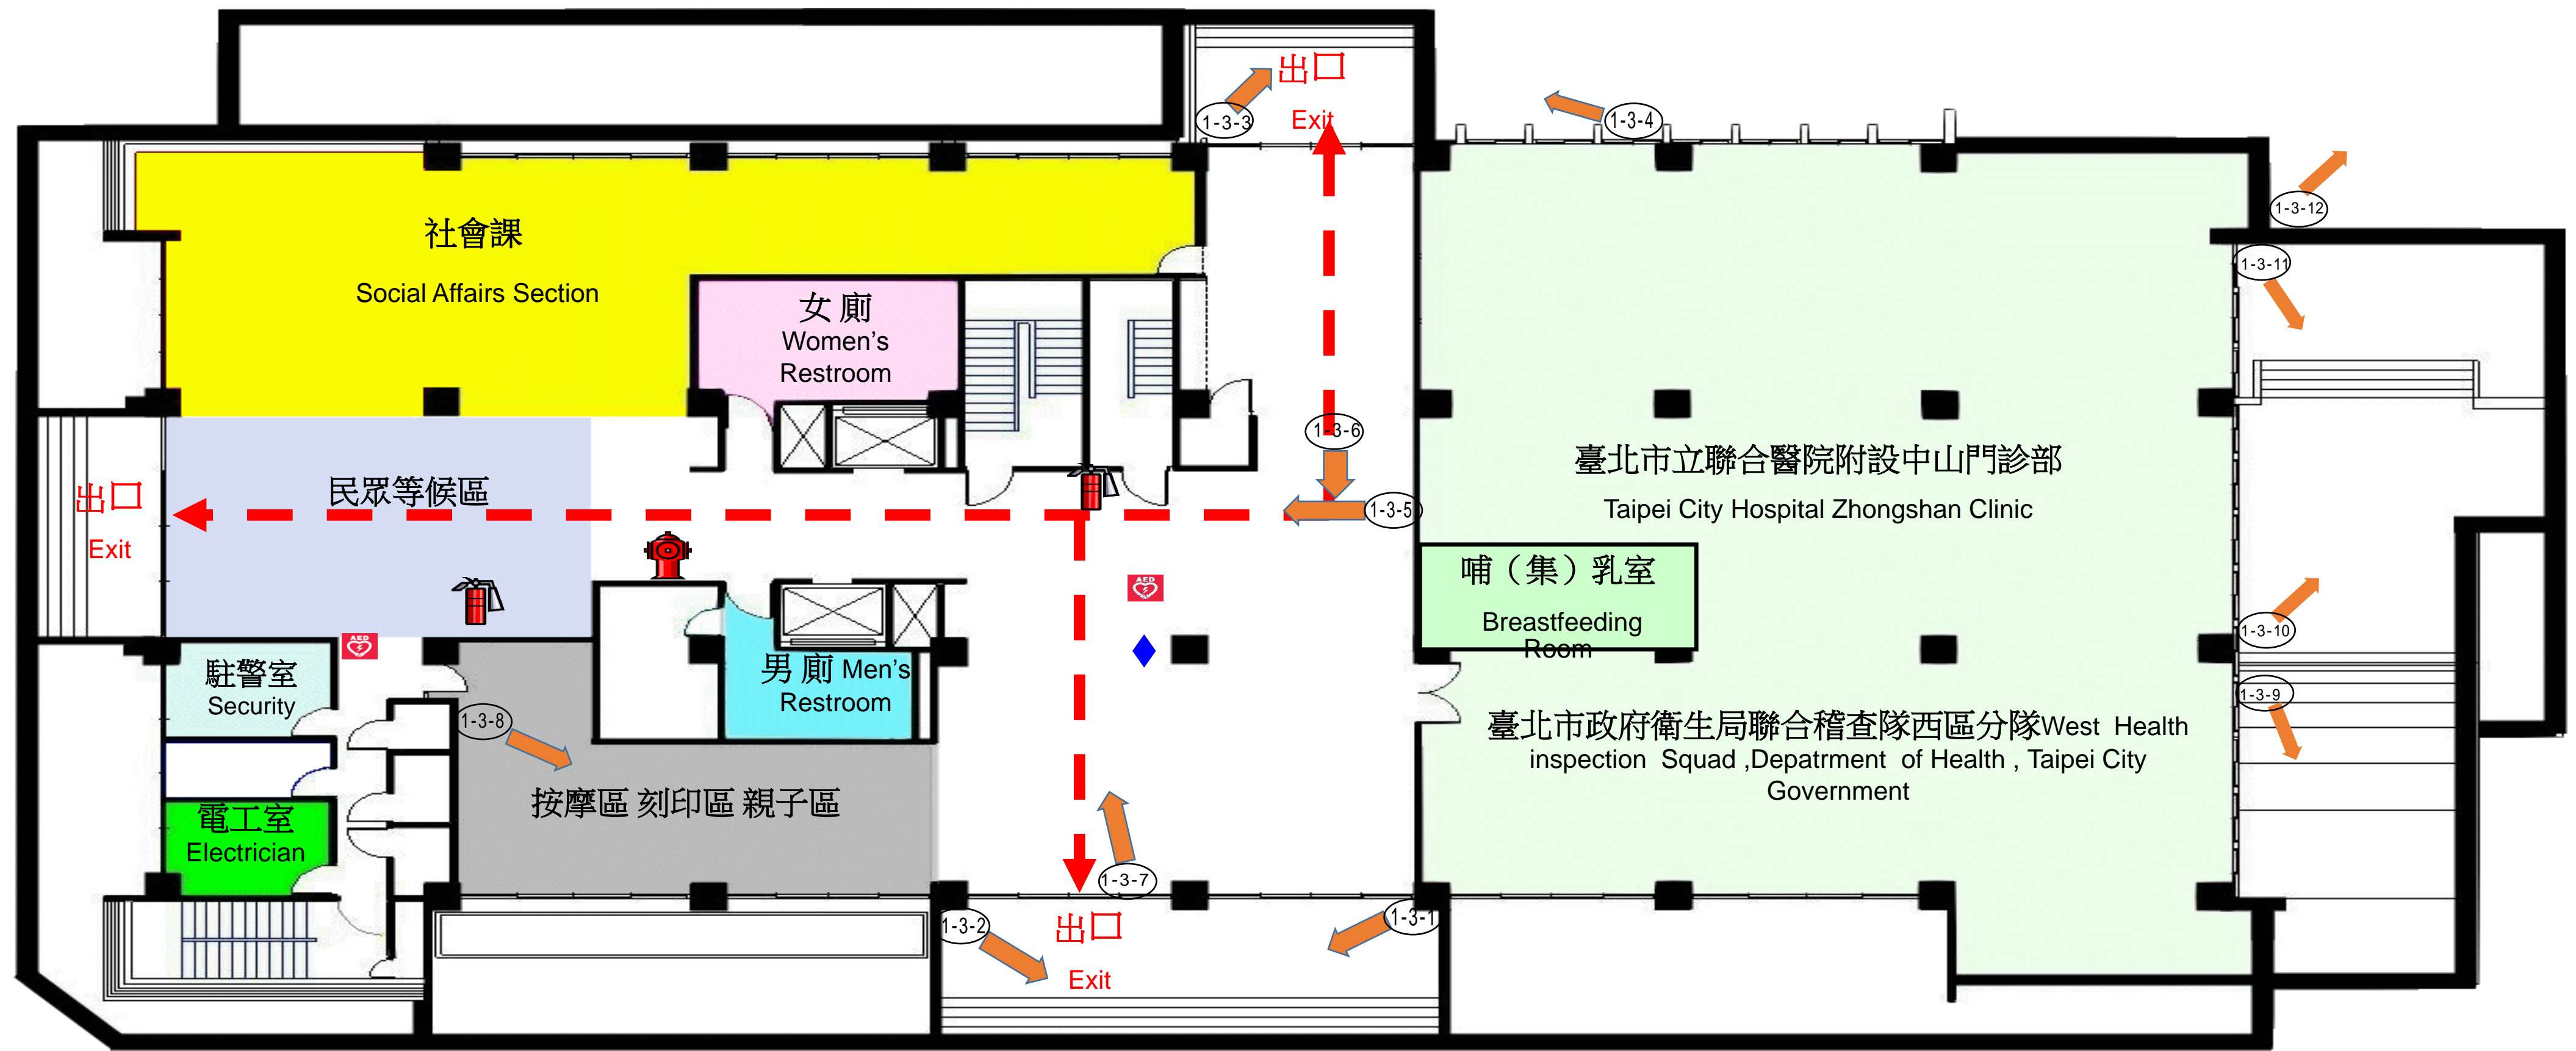 出口
Exit
1-3-3
1-3-4
1-3-12
1-3-11
社會課
Social Affairs Section
女廁
Women's
Restroom
1-3-6
1-3-5
民眾等候區
出口
Exit
臺北市立聯合醫院附設中山門診部
Taipei City Hospital Zhongshan Clinic
哺（集）乳室
Breastfeeding
Room
AED
AED
1-3-10
1-3-9
駐警室
Security
男廁 Men's
Restroom
1-3-8
臺北市政府衛生局聯合稽查隊西區分隊West Health
inspection Squad ,Depatrment of Health , Taipei City
Government
按摩區 刻印區 親子區
電工室
Electrician
1-3-7
1-3-2
出口
Exit
1-3-1